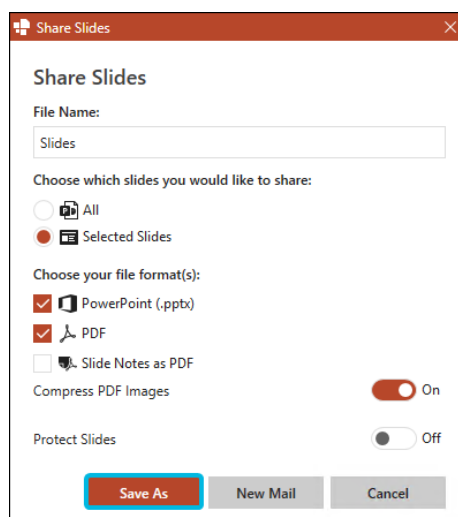 Share Slides
Share Slides
File Name:
Slides
Choose which slides you would like to share:
All
Selected Slides
Choose your file format(s):
PowerPoint (.pptx)
PDF
Slide Notes as PDF
Compress PDF Images On
Protect Slides Off
Save As New Mail Cancel